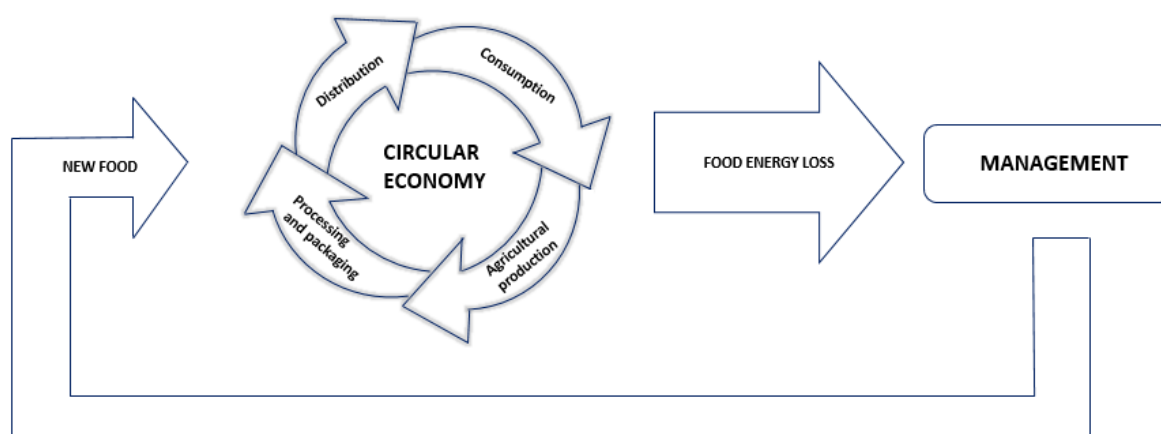 Distribution
Consumption
NEW FOOD
CIRCULAR
ECONOMY
FOOD ENERGY LOSS
MANAGEMENT
Processing
and packaging
Agricultural
production